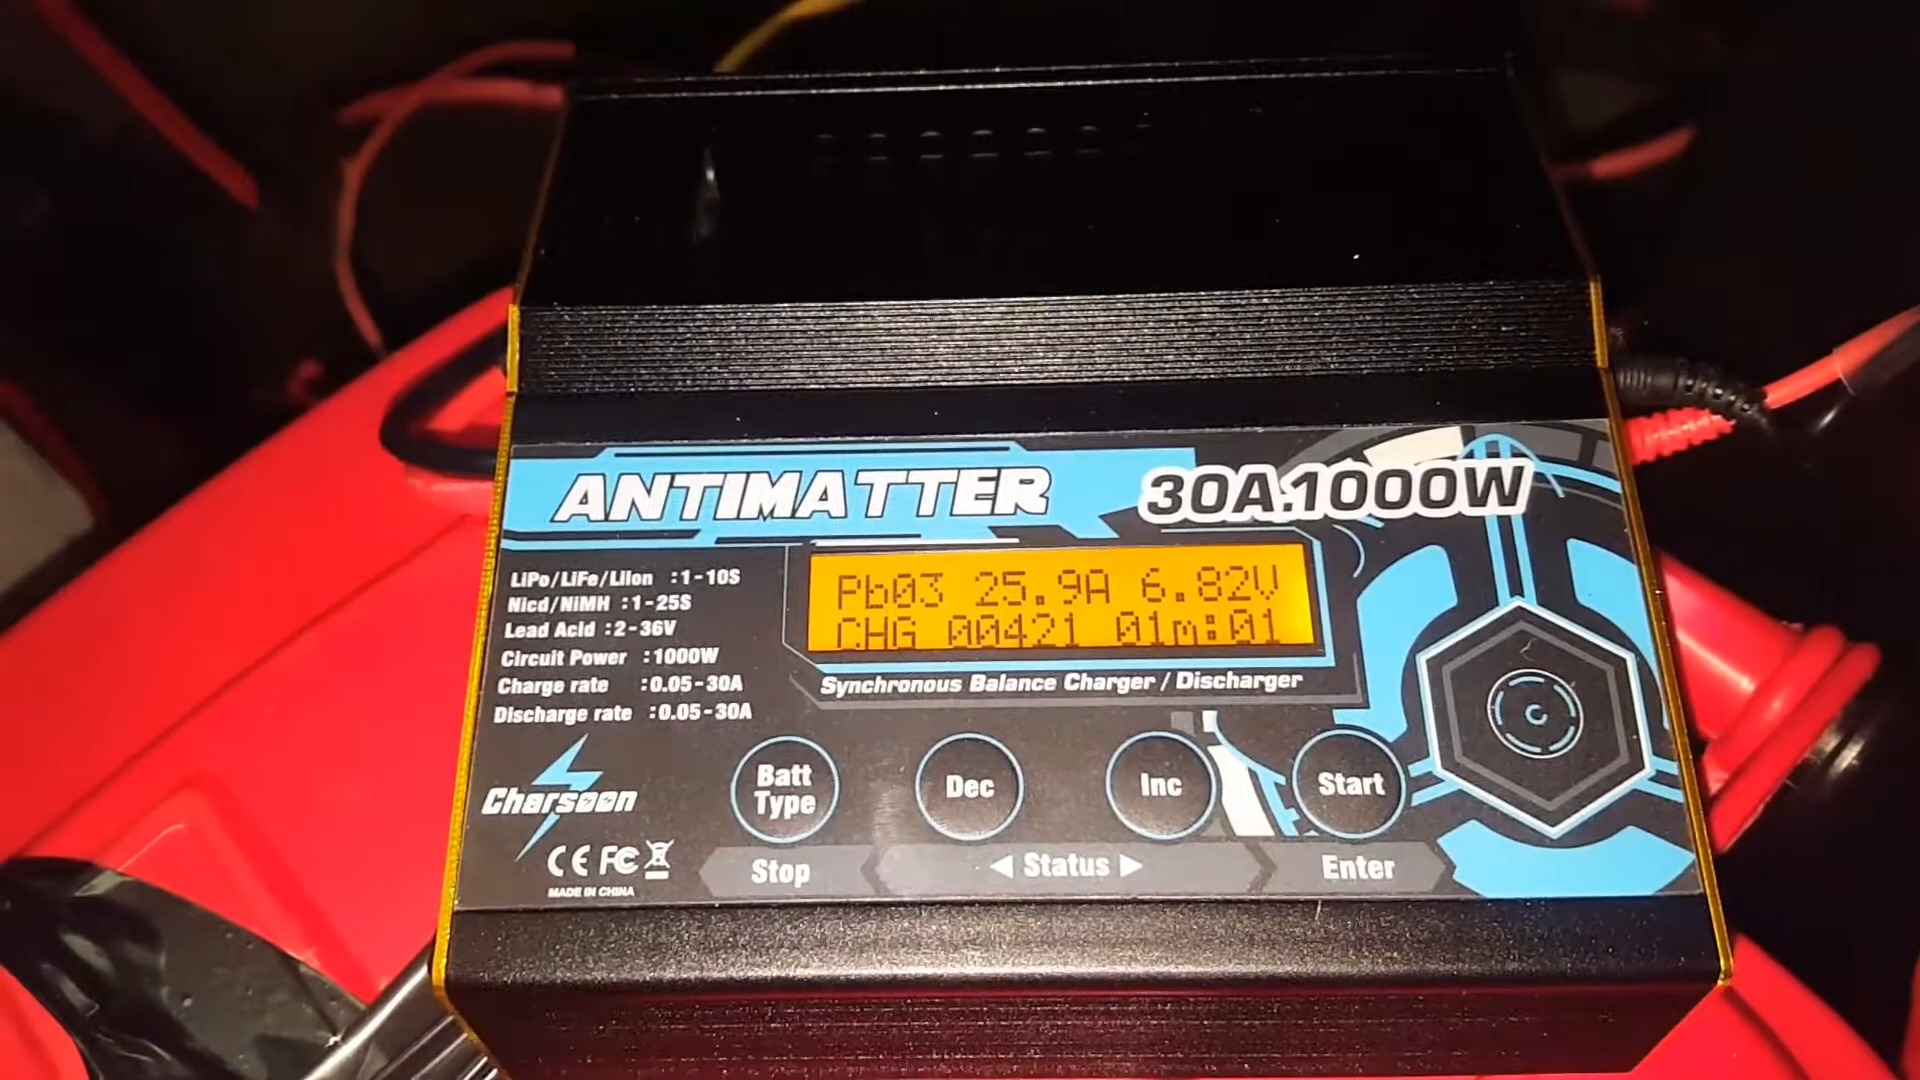 ANTIMATTER 30A.1000W
LiPo/LiFe/LiIon :1-10S
Nicd/NiMH :1-25S
Lead Acid :2-36V
Circuit Power :1000W
Charge rate :0.05-30A
Discharge rate :0.05-30A
Pb03 25.9A 6.82V
CHG 00421 01m:01
Synchronous Balance Charger / Discharger
Charsoon
CE FC
MADE IN CHINA
Batt Type
Dec
Inc
Start
Stop
◀ Status ▶
Enter